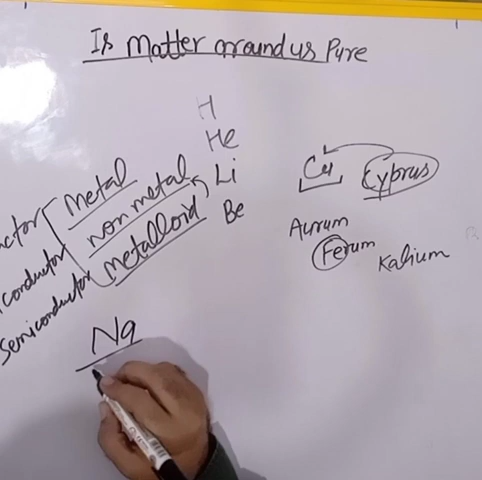 Is Matter around us Pure
H
He
Li
Be
Metal
non metal
metalloid
Semiconductor
Cu Cyprus
Aurum
Ferum
Kalium
Na